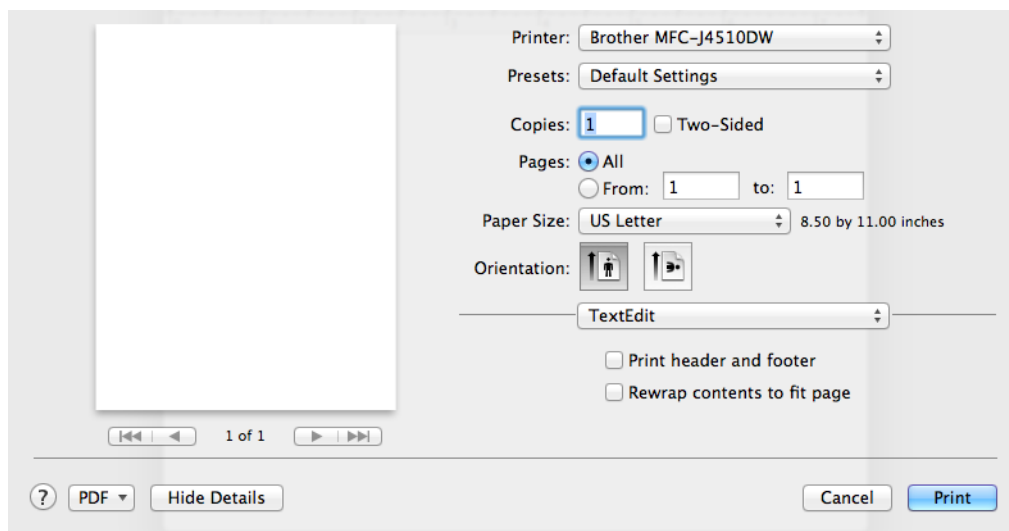 Printer: Brother MFC-J4510DW
Presets: Default Settings
Copies: 1 Two-Sided
Pages: All
From: 1 to: 1
Paper Size: US Letter 8.50 by 11.00 inches
Orientation:
TextEdit
Print header and footer
Rewrap contents to fit page
1 of 1
? PDF Hide Details Cancel Print